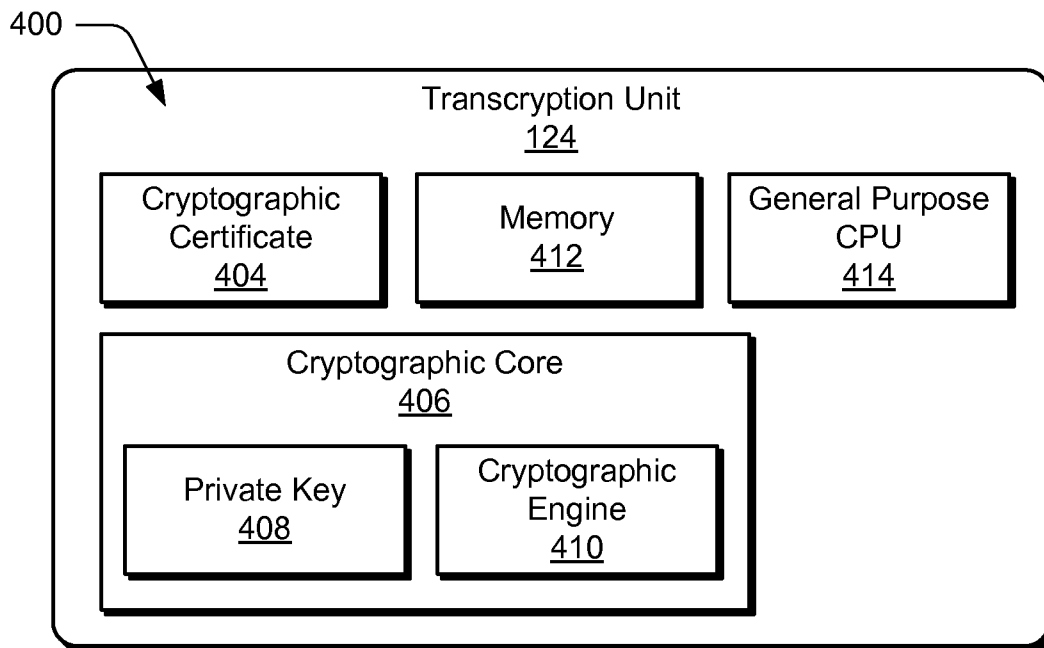 400
Transcryption Unit
124
Cryptographic
Certificate
404
Memory
412
General Purpose
CPU
414
Cryptographic Core
406
Private Key
408
Cryptographic
Engine
410